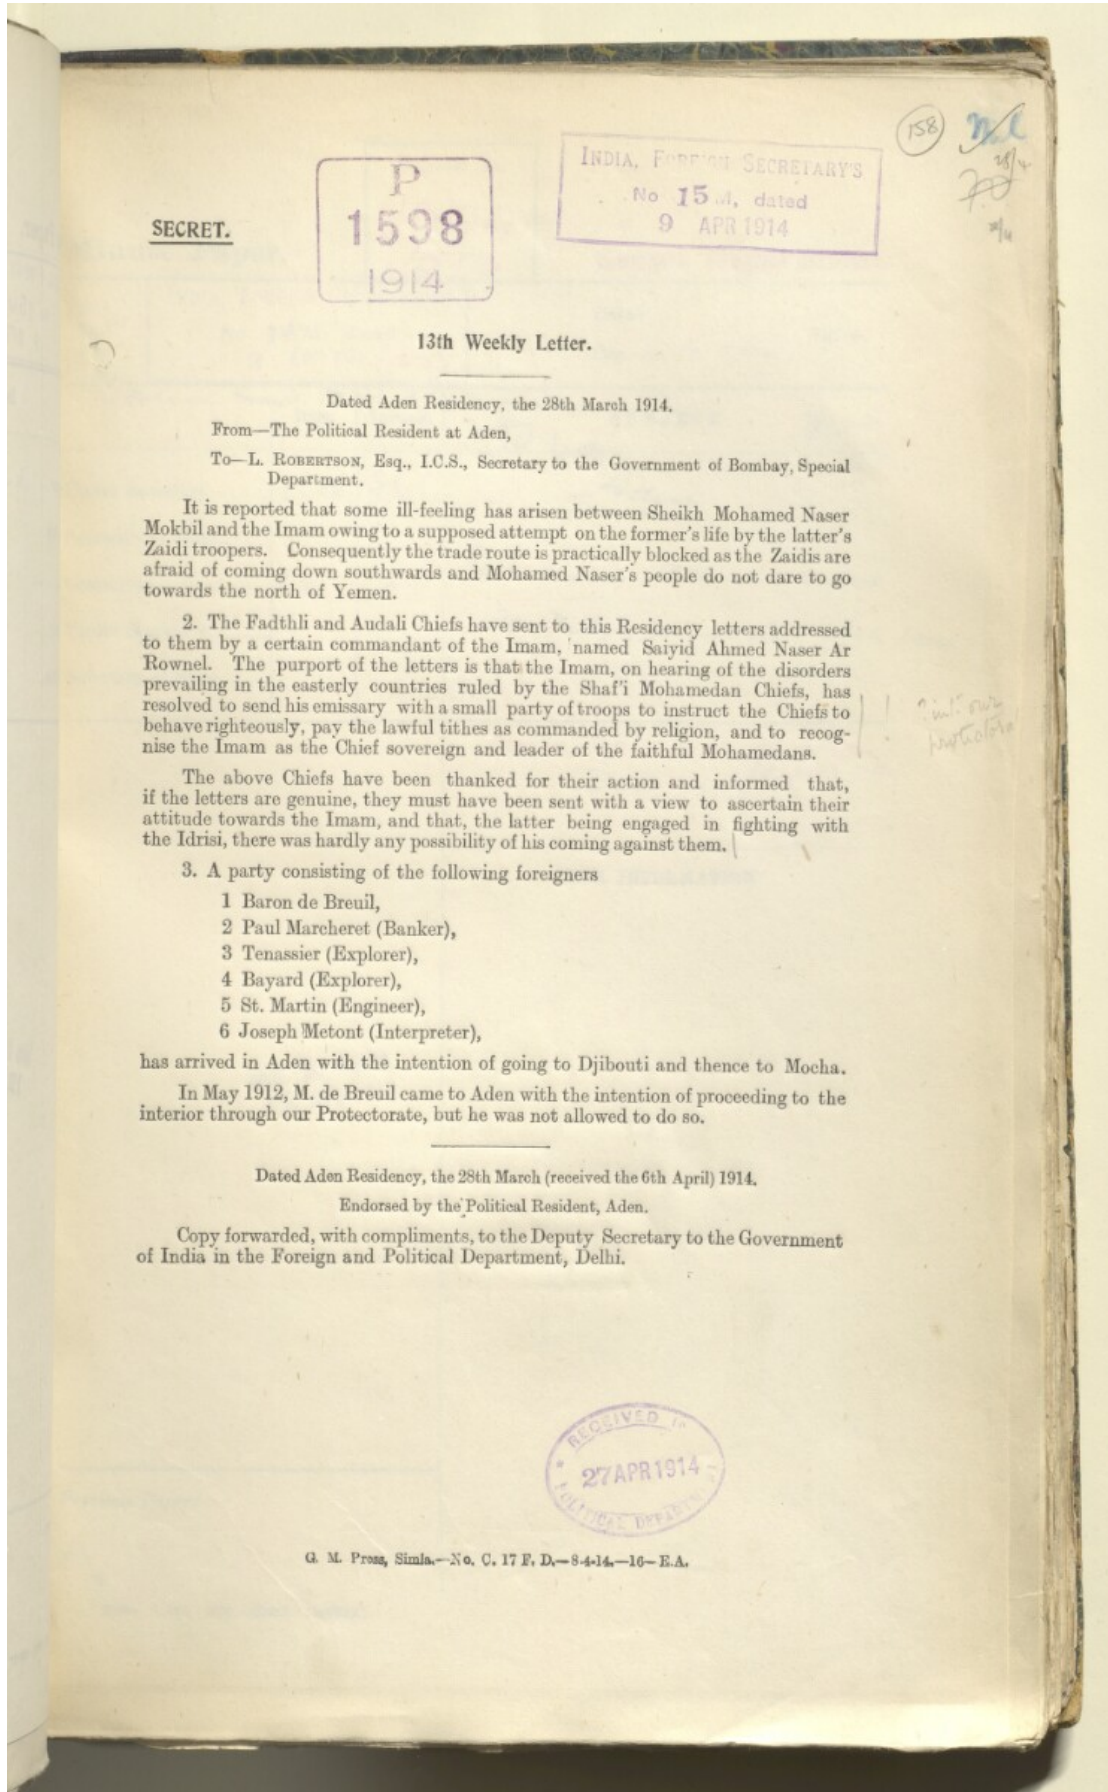 158
P
1598
1914
INDIA, FOREIGN SECRETARY'S
No 15 M, dated
9 APR 1914
SECRET.
13th Weekly Letter.
Dated Aden Residency, the 28th March 1914.
From—The Political Resident at Aden,
To—L. ROBERTSON, Esq., I.C.S., Secretary to the Government of Bombay, Special
Department.
It is reported that some ill-feeling has arisen between Sheikh Mohamed Naser
Mokbil and the Imam owing to a supposed attempt on the former's life by the latter's
Zaidi troopers. Consequently the trade route is practically blocked as the Zaidis are
afraid of coming down southwards and Mohamed Naser's people do not dare to go
towards the north of Yemen.
2. The Fadthli and Audali Chiefs have sent to this Residency letters addressed
to them by a certain commandant of the Imam, named Saiyid Ahmed Naser Ar
Rownel. The purport of the letters is that the Imam, on hearing of the disorders
prevailing in the easterly countries ruled by the Shaf'i Mohamedan Chiefs, has
resolved to send his emissary with a small party of troops to instruct the Chiefs to
behave righteously, pay the lawful tithes as commanded by religion, and to recog-
nise the Imam as the Chief sovereign and leader of the faithful Mohamedans.
The above Chiefs have been thanked for their action and informed that,
if the letters are genuine, they must have been sent with a view to ascertain their
attitude towards the Imam, and that, the latter being engaged in fighting with
the Idrisi, there was hardly any possibility of his coming against them.
3. A party consisting of the following foreigners
1 Baron de Breuil,
2 Paul Marcheret (Banker),
3 Tenassier (Explorer),
4 Bayard (Explorer),
5 St. Martin (Engineer),
6 Joseph Metont (Interpreter),
has arrived in Aden with the intention of going to Djibouti and thence to Mocha.
In May 1912, M. de Breuil came to Aden with the intention of proceeding to the
interior through our Protectorate, but he was not allowed to do so.
Dated Aden Residency, the 28th March (received the 6th April) 1914.
Endorsed by the Political Resident, Aden.
Copy forwarded, with compliments, to the Deputy Secretary to the Government
of India in the Foreign and Political Department, Delhi.
RECEIVED IN
27 APR 1914
POLITICAL DEPARTMT
G. M. Press, Simla.—No. C. 17 F. D.—8-4-14.—16—E.A.